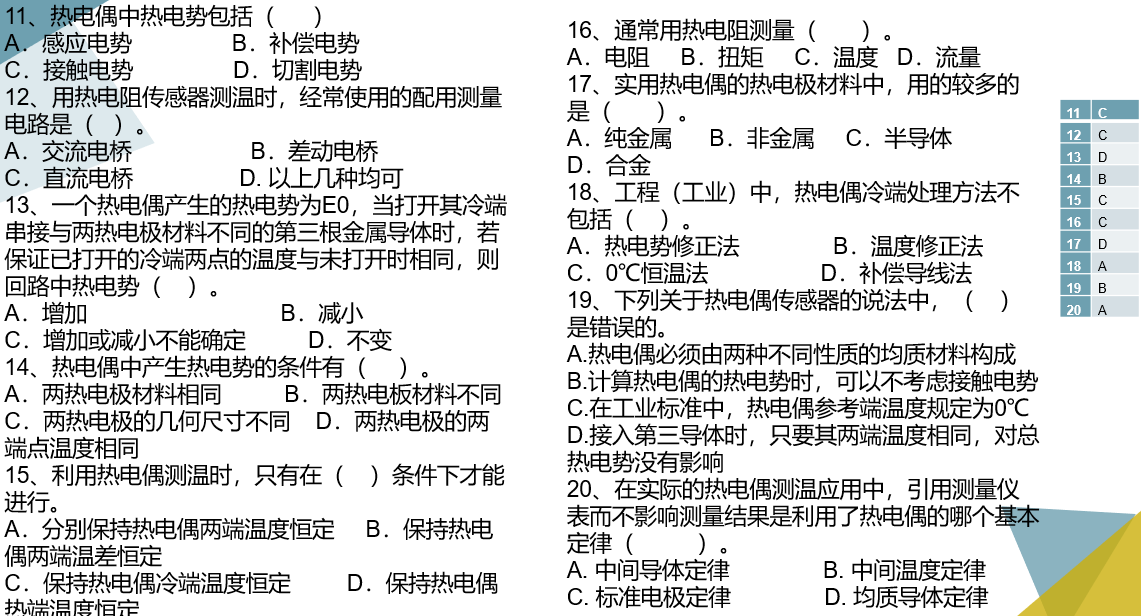 11、热电偶中热电势包括（　　）
A．感应电势　　B．补偿电势
C．接触电势　　D．切割电势
12、用热电阻传感器测温时，经常使用的配用测量
电路是（　）。
A．交流电桥　　B．差动电桥
C．直流电桥　　D. 以上几种均可
13、一个热电偶产生的热电势为E0，当打开其冷端
串接与两热电极材料不同的第三根金属导体时，若
保证已打开的冷端两点的温度与未打开时相同，则
回路中热电势（　）。
A．增加　　B．减小
C．增加或减小不能确定　　D．不变
14、热电偶中产生热电势的条件有（　）。
A．两热电极材料相同　　B．两热电板材料不同
C．两热电极的几何尺寸不同　D．两热电极的两
端点温度相同
15、利用热电偶测温时，只有在（　）条件下才能
进行。
A．分别保持热电偶两端温度恒定　B．保持热电
偶两端温差恒定
C．保持热电偶冷端温度恒定　　D．保持热电偶
热端温度恒定
16、通常用热电阻测量（　　）。
A．电阻　B．扭矩　C．温度　D．流量
17、实用热电偶的热电极材料中，用的较多的
是（　　）。
A．纯金属　B．非金属　C．半导体
D．合金
18、工程（工业）中，热电偶冷端处理方法不
包括（　）。
A．热电势修正法　　B．温度修正法
C．0℃恒温法　　D．补偿导线法
19、下列关于热电偶传感器的说法中，（　）
是错误的。
A.热电偶必须由两种不同性质的均质材料构成
B.计算热电偶的热电势时，可以不考虑接触电势
C.在工业标准中，热电偶参考端温度规定为0℃
D.接入第三导体时，只要其两端温度相同，对总
热电势没有影响
20、在实际的热电偶测温应用中，引用测量仪
表而不影响测量结果是利用了热电偶的哪个基本
定律（　　）。
A. 中间导体定律　　B. 中间温度定律
C. 标准电极定律　　D. 均质导体定律
11 C
12 C
13 D
14 B
15 C
16 C
17 D
18 A
19 B
20 A